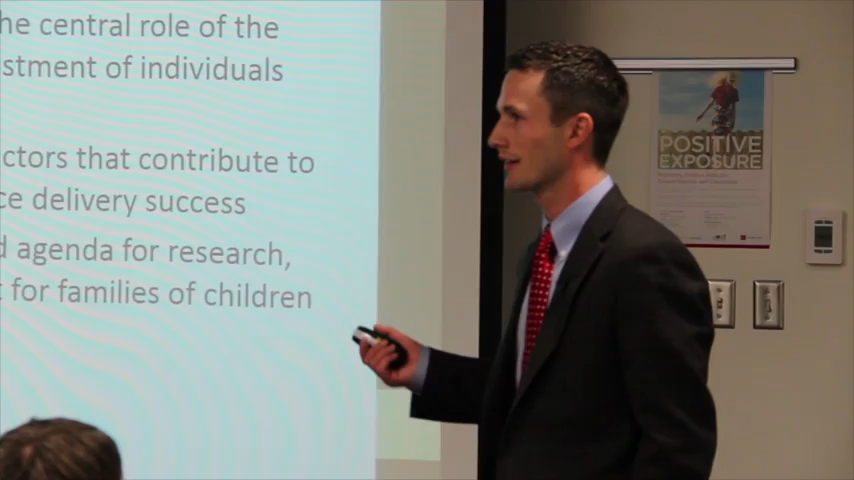 he central role of the
stment of individuals
ctors that contribute to
ce delivery success
d agenda for research,
t for families of children
POSITIVE
EXPOSURE